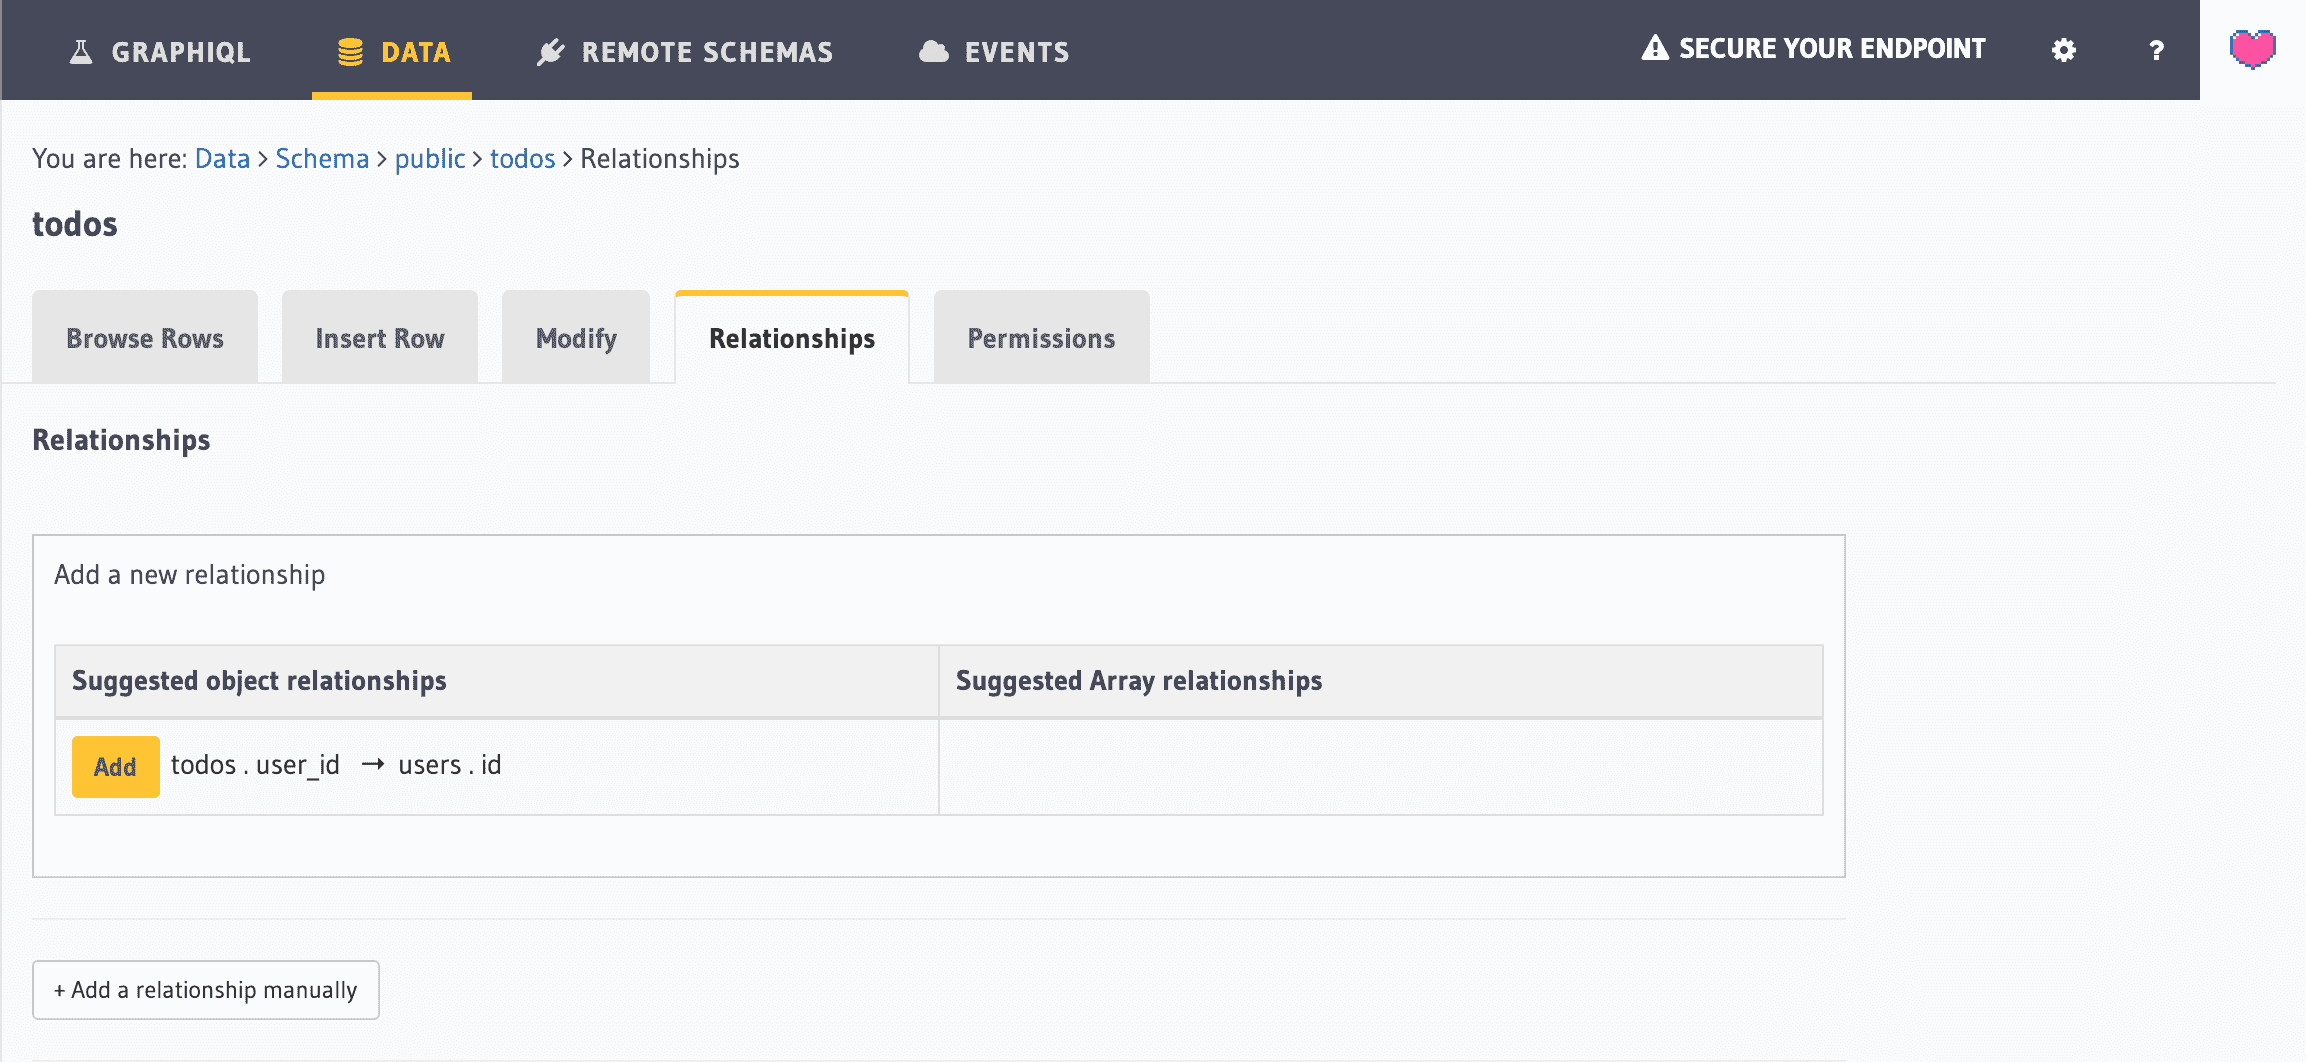 GRAPHIQL DATA REMOTE SCHEMAS EVENTS SECURE YOUR ENDPOINT ?
You are here: Data > Schema > public > todos > Relationships
todos
Browse Rows Insert Row Modify Relationships Permissions
Relationships
Add a new relationship
Suggested object relationships Suggested Array relationships
Add todos . user_id → users . id
+ Add a relationship manually